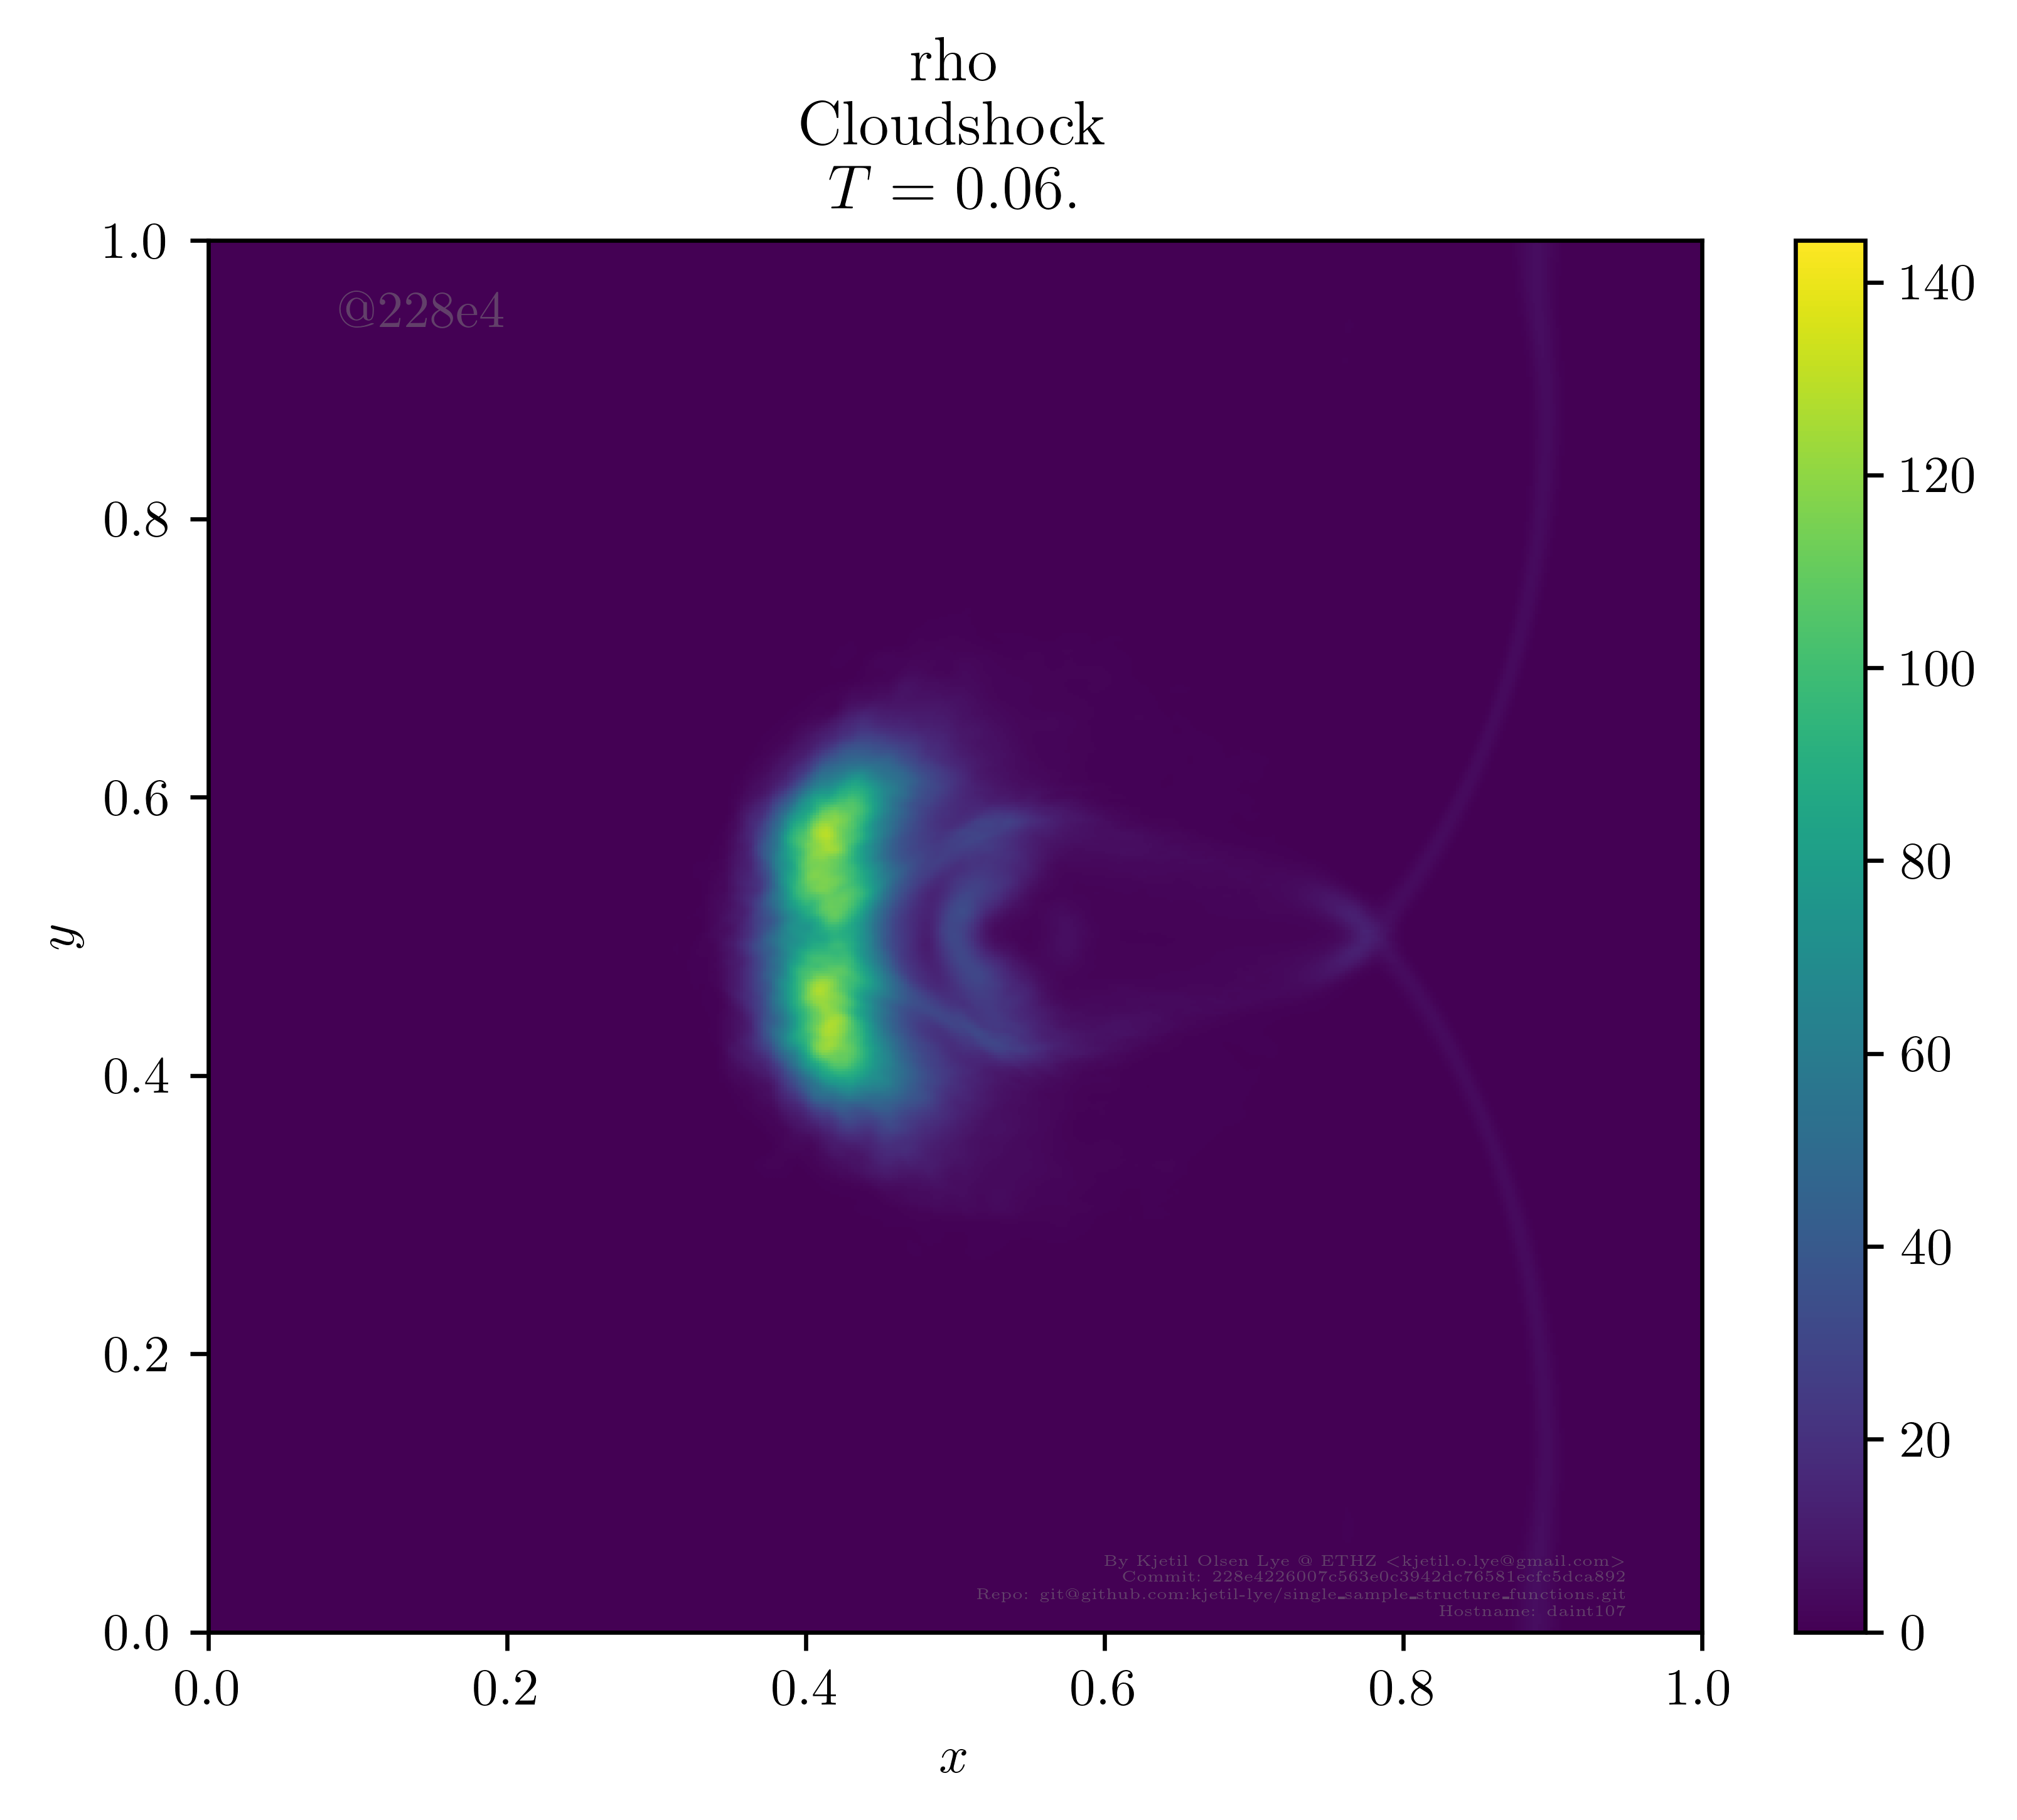 rho
Cloudshock
T = 0.06.
@228e4
1.0
0.8
0.6
0.4
0.2
0.0
y
0.0 0.2 0.4 0.6 0.8 1.0
x
140
120
100
80
60
40
20
0
By Kjetil Olsen Lye @ ETHZ <kjetil.o.lye@gmail.com>
Commit: 228e4226007c563e0c3942dc76581ecfc5dca892
Repo: git@github.com:kjetil-lye/single_sample_structure_functions.git
Hostname: daint107